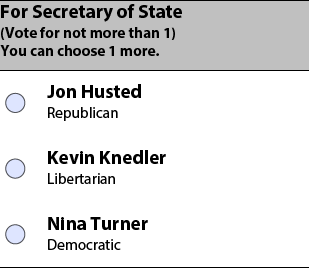 For Secretary of State
(Vote for not more than 1)
You can choose 1 more.
Jon Husted
Republican
Kevin Knedler
Libertarian
Nina Turner
Democratic